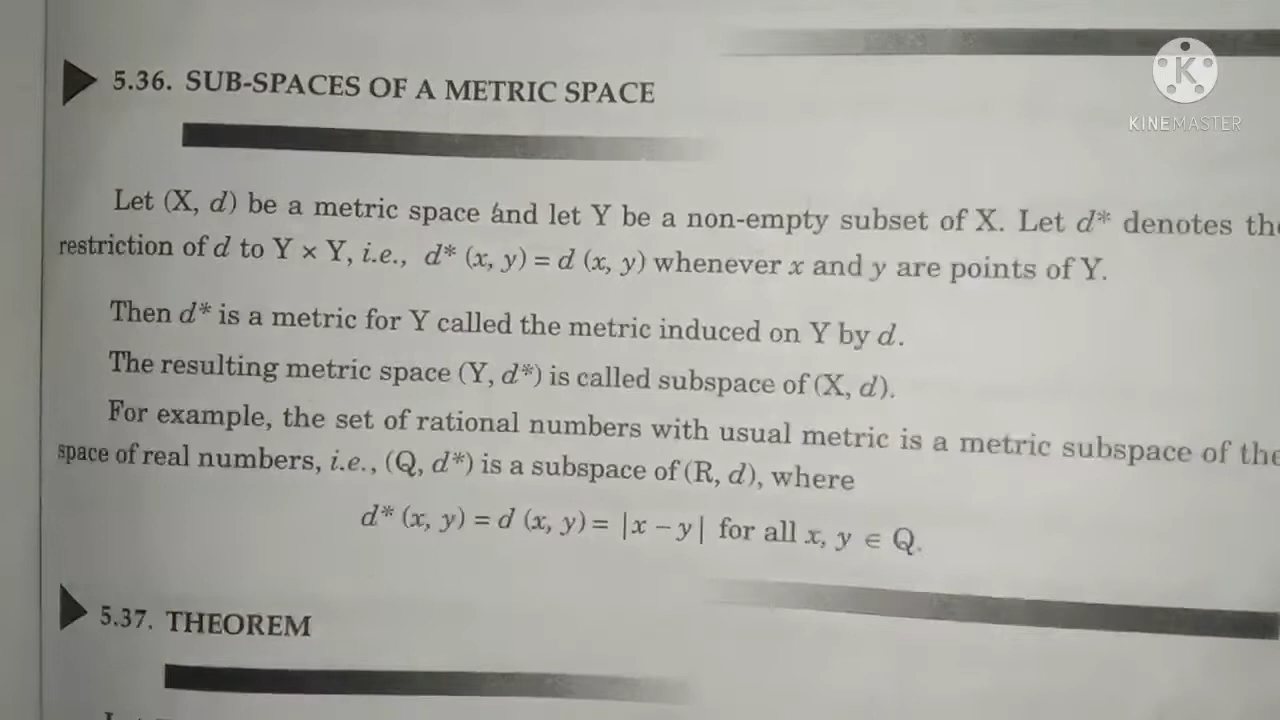 5.36. SUB-SPACES OF A METRIC SPACE
K
KINEMASTER
Let (X, d) be a metric space and let Y be a non-empty subset of X. Let d* denotes
restriction of d to Y × Y, i.e., d* (x, y) = d (x, y) whenever x and y are points of Y.
Then d* is a metric for Y called the metric induced on Y by d.
The resulting metric space (Y, d*) is called subspace of (X, d).
For example, the set of rational numbers with usual metric is a metric subspace of the
space of real numbers, i.e., (Q, d*) is a subspace of (R, d), where
d* (x, y) = d (x, y) = |x – y| for all x, y ∈ Q.
5.37. THEOREM